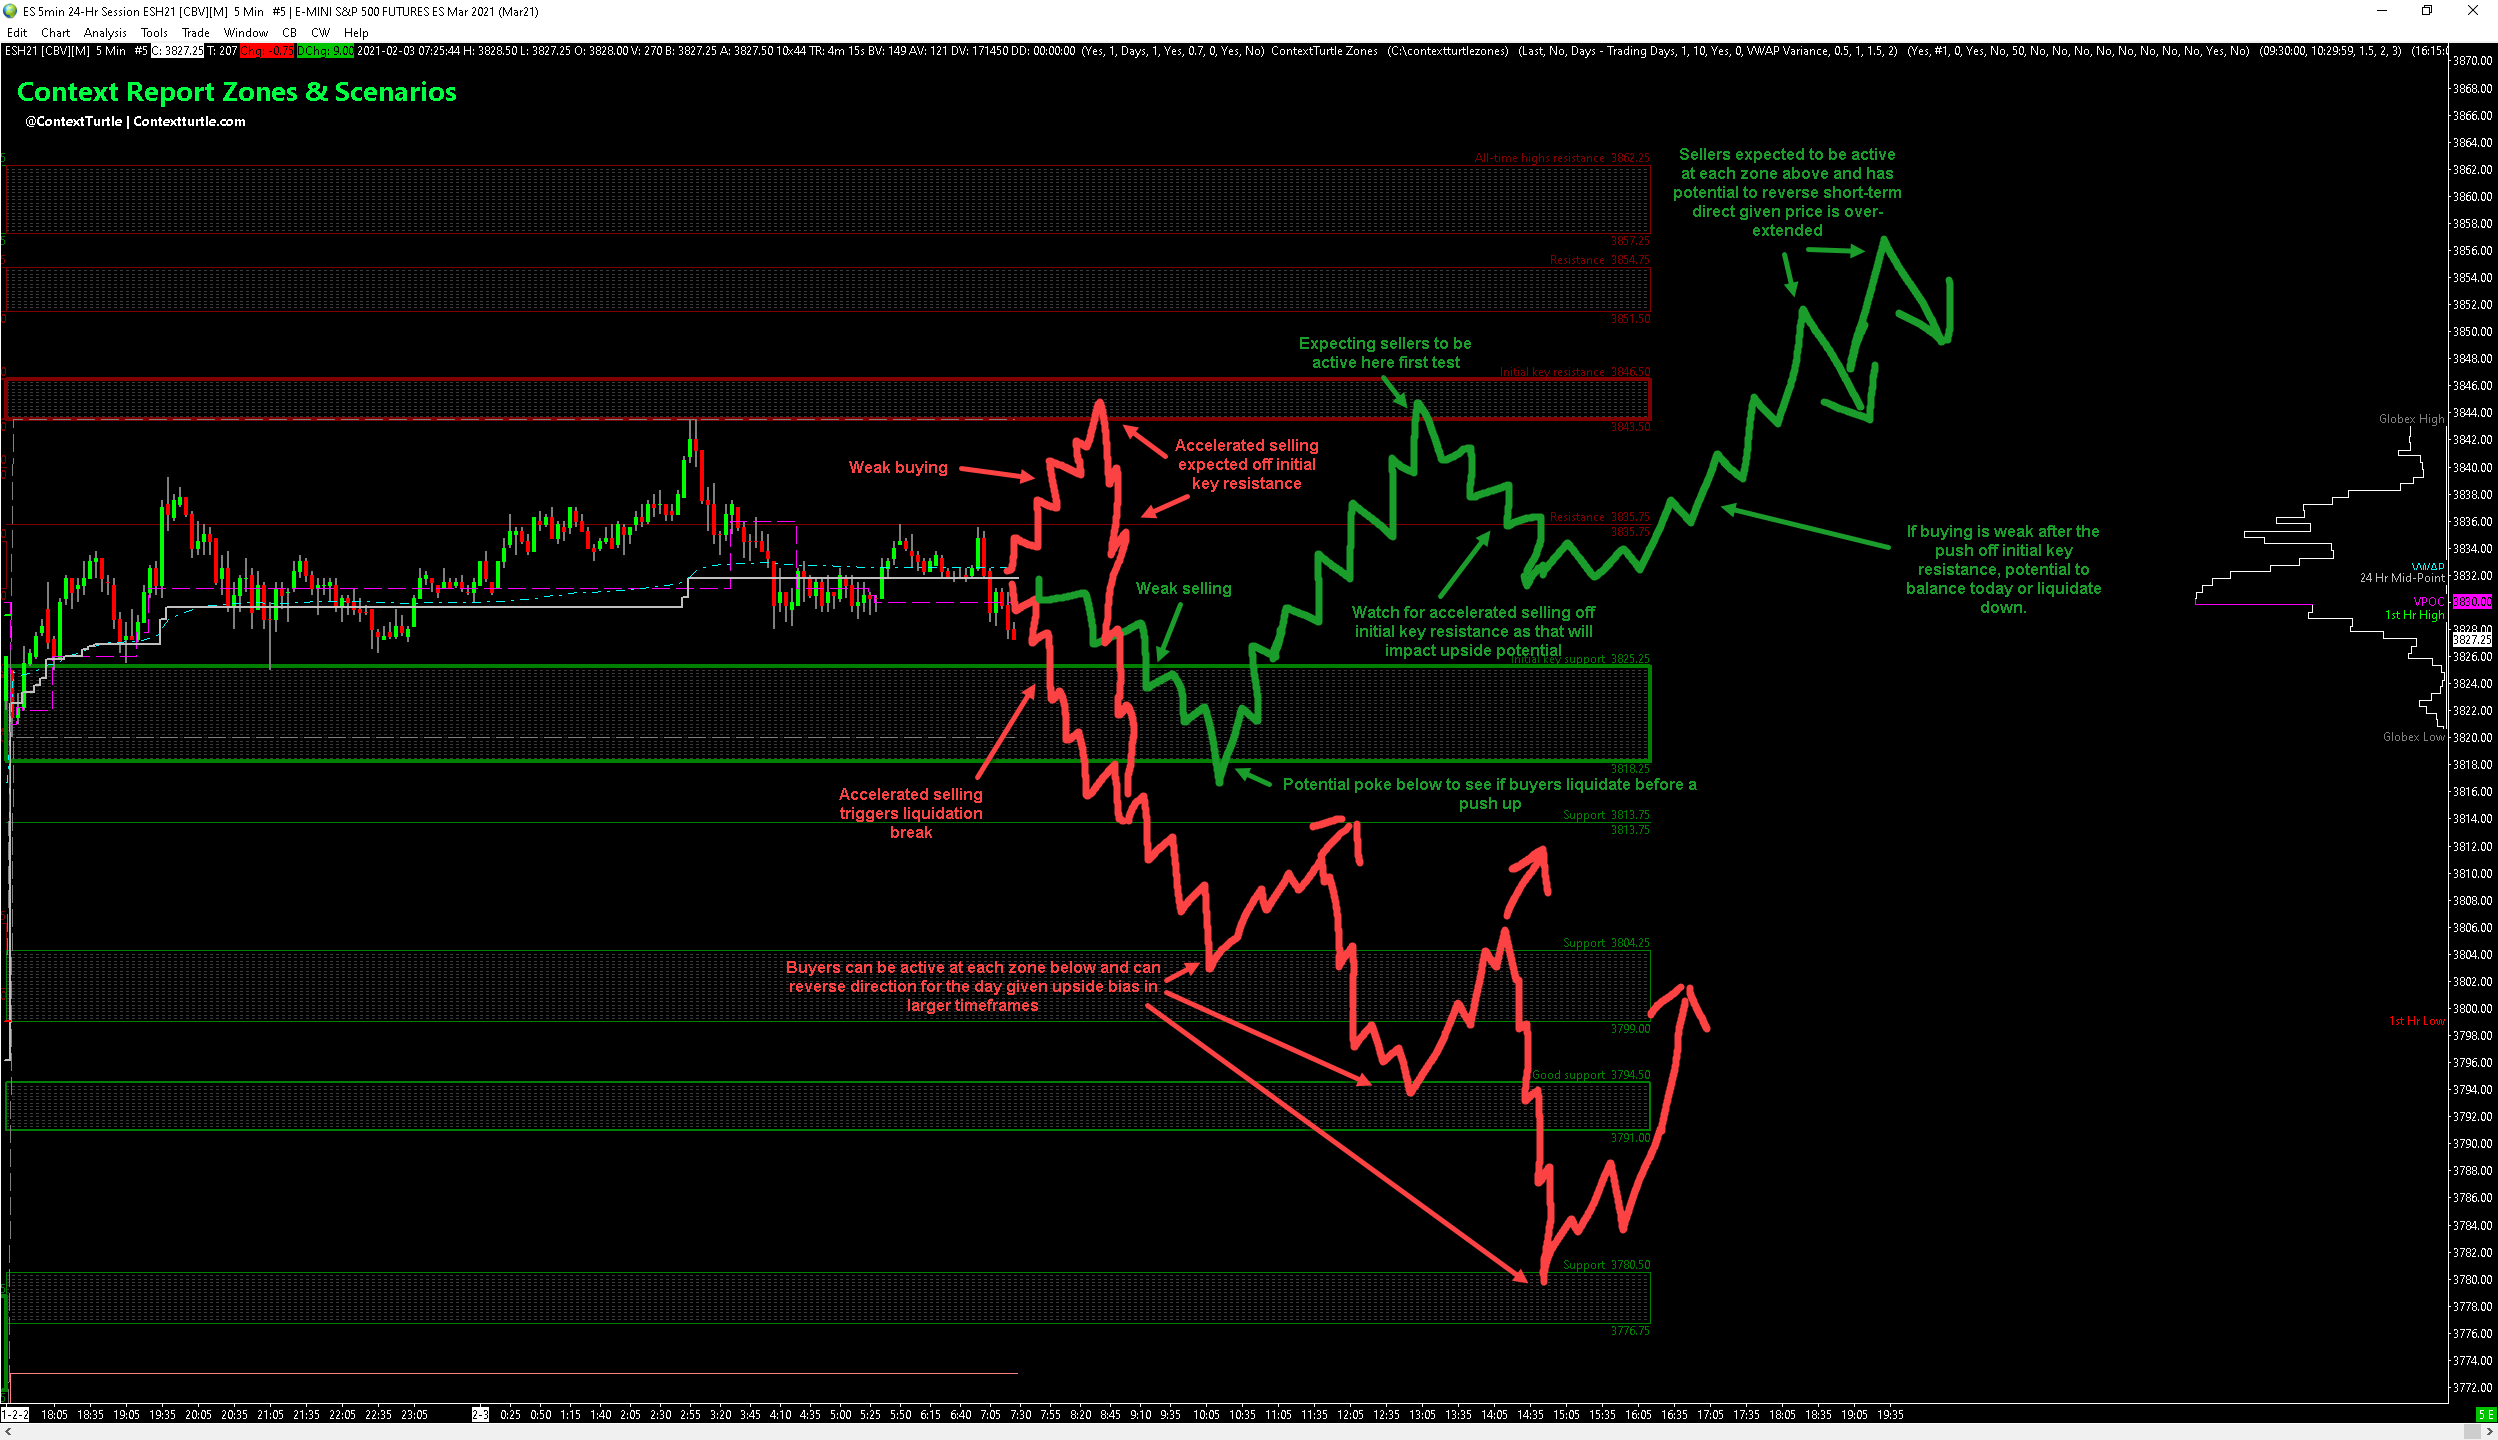 ES 5min 24-Hr Session ESH21 [CBV][M] 5 Min #5 | E-MINI S&P 500 FUTURES ES Mar 2021 (Mar21)
Edit Chart Analysis Tools Trade Window CB CW Help
ESH21 [CBV][M] 5 Min #5 C: 3827.25 T: 207 Chg: -0.75 DChg: 9.00 2021-02-03 07:25:44 H: 3828.50 L: 3827.25 O: 3828.00 V: 270 B: 3827.25 A: 3827.50 10x44 TR: 4m 15s BV: 149 AV: 121 DV: 171450 DD: 00:00:00 (Yes, 1, Days, 1, Yes, 0.7, 0, Yes, No) ContextTurtle Zones (C:\contextturtlezones) (Last, No, Days - Trading Days, 1, 10, Yes, 0, VWAP Variance, 0.5, 1, 1.5, 2) (Yes, #1, 0, Yes, No, 50, No, No, No, No, No, No, No, No, Yes, No) (09:30:00, 10:29:59, 1.5, 2, 3) (16:15:0
Context Report Zones & Scenarios
@ContextTurtle | Contextturtle.com
All-time highs resistance 3862.25
3857.25
Resistance 3854.75
3851.50
Initial key resistance 3846.50
3843.50
Resistance 3835.75
3835.75
Initial key support 3825.25
3818.25
Support 3813.75
3813.75
Support 3804.25
3799.00
Good support 3794.50
3791.00
Support 3780.50
3776.75
Sellers expected to be active
at each zone above and has
potential to reverse short-term
direct given price is over-
extended
Expecting sellers to be
active here first test
Weak buying
Accelerated selling
expected off initial
key resistance
Weak selling
Watch for accelerated selling off
initial key resistance as that will
impact upside potential
If buying is weak after the
push off initial key
resistance, potential to
balance today or liquidate
down.
Potential poke below to see if buyers liquidate before a
push up
Accelerated selling
triggers liquidation
break
Buyers can be active at each zone below and can
reverse direction for the day given upside bias in
larger timeframes
Globex High
VWAP
24 Hr Mid-Point
VPOC
1st Hr High
Globex Low
1st Hr Low
3870.00
3868.00
3866.00
3864.00
3862.00
3860.00
3858.00
3856.00
3854.00
3852.00
3850.00
3848.00
3846.00
3844.00
3842.00
3840.00
3838.00
3836.00
3834.00
3832.00
3830.00
3828.00
3827.25
3826.00
3824.00
3822.00
3820.00
3818.00
3816.00
3814.00
3812.00
3810.00
3808.00
3806.00
3804.00
3802.00
3800.00
3798.00
3796.00
3794.00
3792.00
3790.00
3788.00
3786.00
3784.00
3782.00
3780.00
3778.00
3776.00
3774.00
3772.00
1-2-2 18:05 18:35 19:05 19:35 20:05 20:35 21:05 21:35 22:05 22:35 23:05 2-3 0:25 0:50 1:15 1:40 2:05 2:30 2:55 3:20 3:45 4:10 4:35 5:00 5:25 5:50 6:15 6:40 7:05 7:30 7:55 8:20 8:45 9:10 9:35 10:05 10:35 11:05 11:35 12:05 12:35 13:05 13:35 14:05 14:35 15:05 15:35 16:05 16:35 17:05 17:35 18:05 18:35 19:05 19:35
5 E